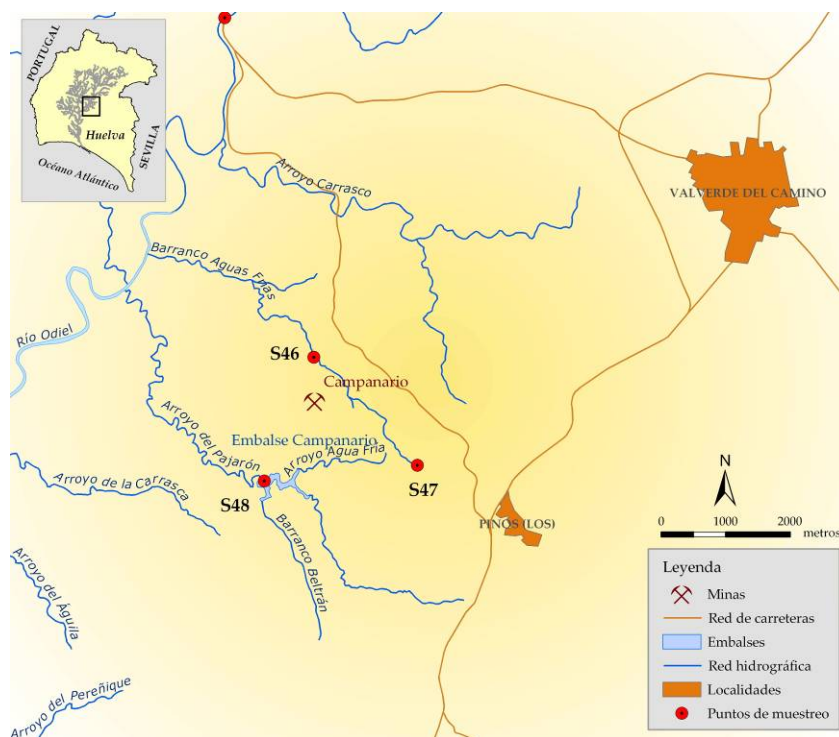 PORTUGAL
Huelva
SEVILLA
Océano Atlántico
Arroyo Carrasco
VALVERDE DEL CAMINO
Barranco Aguas Frias
Río Odiel
S46
Campanario
Embalse Campanario
Arroyo del Pajarón
Arroyo Agua Fria
S47
Arroyo de la Carrasca
S48
Barranco Beltrán
PINOS (LOS)
N
0 1000 2000
metros
Arroyo del Águila
Arroyo del Pereñique
Leyenda
Minas
Red de carreteras
Embalses
Red hidrográfica
Localidades
Puntos de muestreo